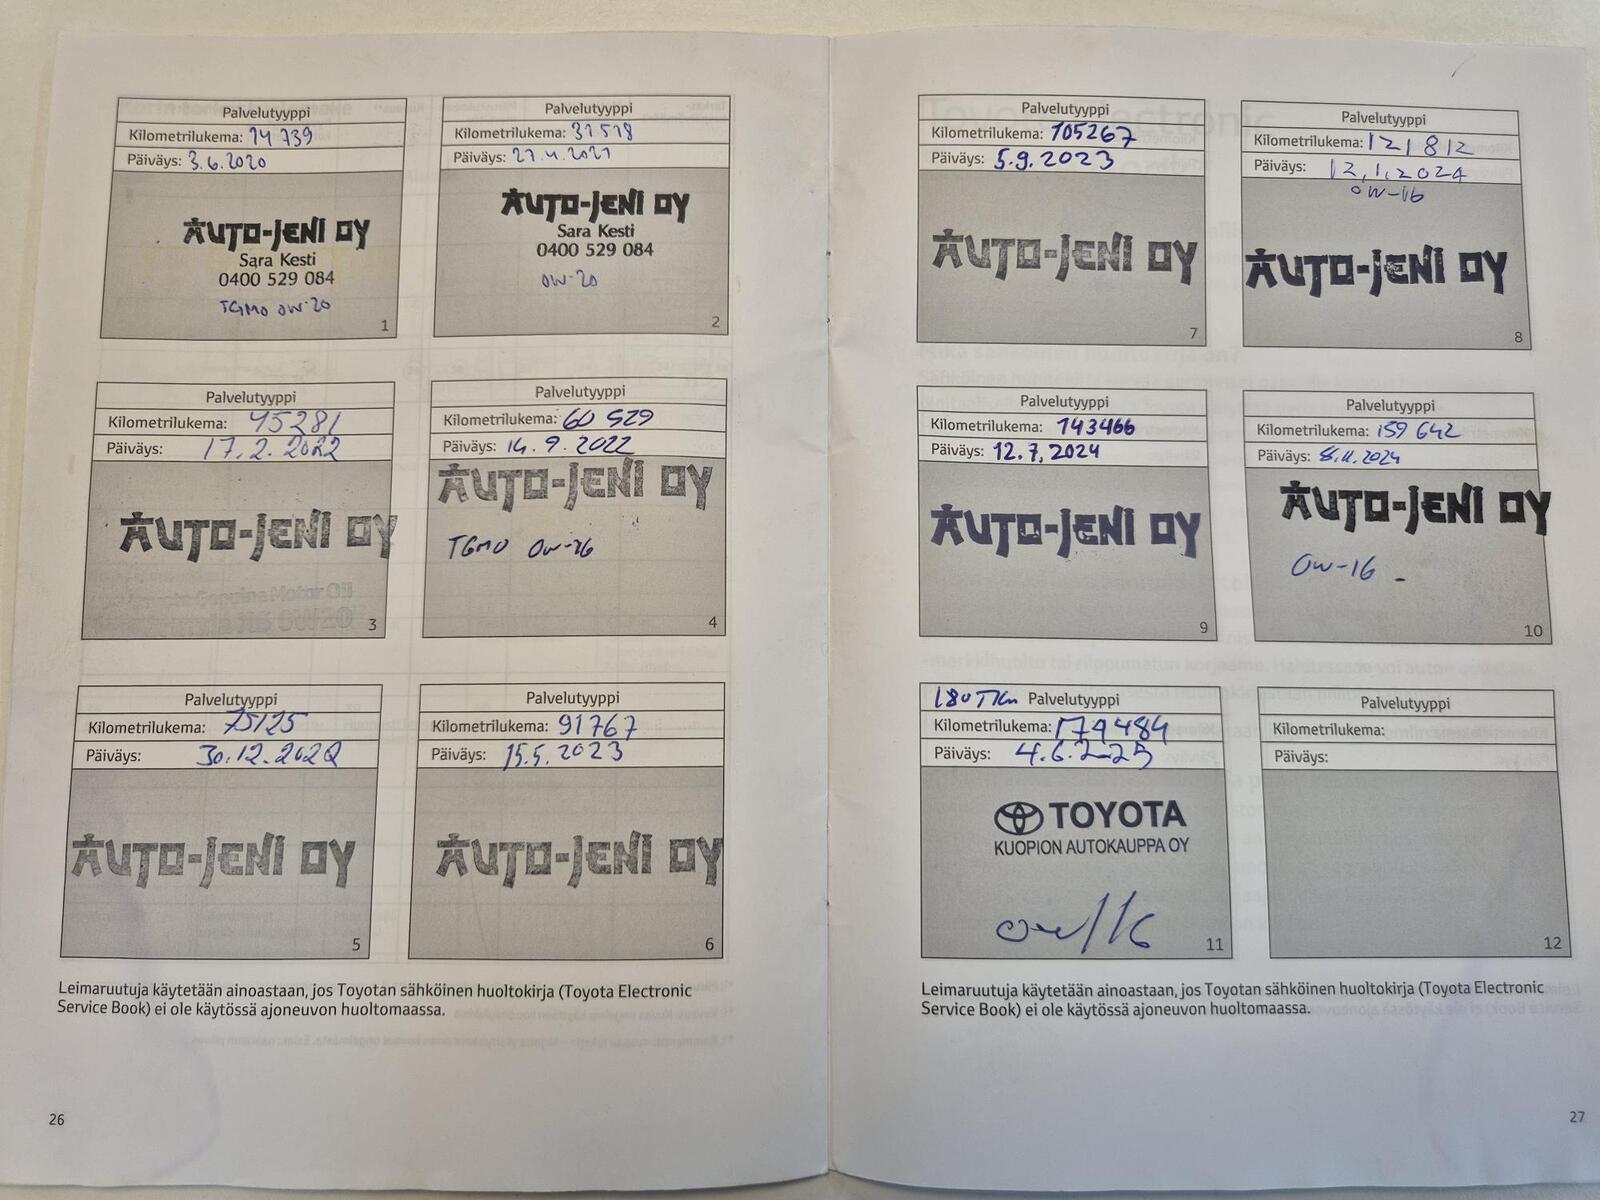 Palvelutyyppi
Kilometrilukema: 14 739
Päiväys: 3.6.2020
AUTO-JENI OY
Sara Kesti
0400 529 084
TGMO 0W-20
1
Palvelutyyppi
Kilometrilukema: 31518
Päiväys: 21.4.2021
AUTO-JENI OY
Sara Kesti
0400 529 084
0W-20
2
Palvelutyyppi
Kilometrilukema: 45281
Päiväys: 17.2.2022
AUTO-JENI OY
3
Palvelutyyppi
Kilometrilukema: 60 529
Päiväys: 14.9.2022
AUTO-JENI OY
TGMO 0W-16
4
Palvelutyyppi
Kilometrilukema: 75125
Päiväys: 30.12.2022
AUTO-JENI OY
5
Palvelutyyppi
Kilometrilukema: 91767
Päiväys: 15.5.2023
AUTO-JENI OY
6
Leimaruutuja käytetään ainoastaan, jos Toyotan sähköinen huoltokirja (Toyota Electronic
Service Book) ei ole käytössä ajoneuvon huoltomaassa.
26
Palvelutyyppi
Kilometrilukema: 105267
Päiväys: 5.9.2023
AUTO-JENI OY
7
Palvelutyyppi
Kilometrilukema: 121812
Päiväys: 12.1.2024
0W-16
AUTO-JENI OY
8
Palvelutyyppi
Kilometrilukema: 143466
Päiväys: 12.7.2024
AUTO-JENI OY
9
Palvelutyyppi
Kilometrilukema: 159 642
Päiväys: 8.11.2024
AUTO-JENI OY
0W-16
10
180TKm Palvelutyyppi
Kilometrilukema: 174484
Päiväys: 4.6.2025
TOYOTA
KUOPION AUTOKAUPPA OY
0W/16
11
Palvelutyyppi
Kilometrilukema:
Päiväys:
12
Leimaruutuja käytetään ainoastaan, jos Toyotan sähköinen huoltokirja (Toyota Electronic
Service Book) ei ole käytössä ajoneuvon huoltomaassa.
27